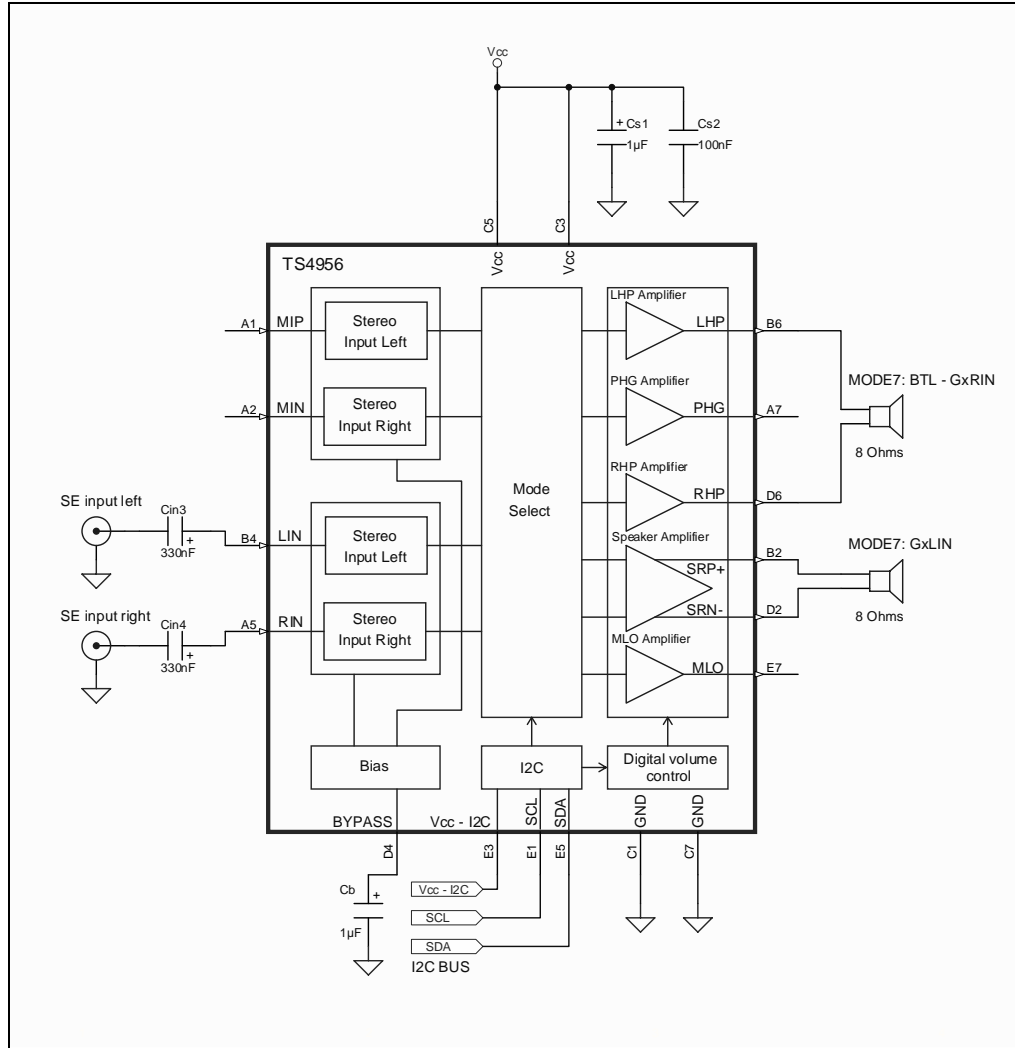 Vcc
+ Cs1
1µF
Cs2
100nF
C5
C3
Vcc
Vcc
TS4956
A1
MIP
Stereo
Input Left
A2
MIN
Stereo
Input Right
SE input left
Cin3
+
330nF
B4
LIN
Stereo
Input Left
SE input right
Cin4
+
330nF
A5
RIN
Stereo
Input Right
Mode
Select
LHP Amplifier
LHP
B6
PHG Amplifier
PHG
A7
RHP Amplifier
RHP
D6
Speaker Amplifier
SRP+
B2
SRN-
D2
MLO Amplifier
MLO
E7
MODE7: BTL - GxRIN
8 Ohms
MODE7: GxLIN
8 Ohms
Bias
I2C
Digital volume
control
BYPASS
Vcc - I2C
SCL
SDA
GND
GND
D4
E3
E1
E5
C1
C7
Cb
+
1µF
Vcc - I2C
SCL
SDA
I2C BUS